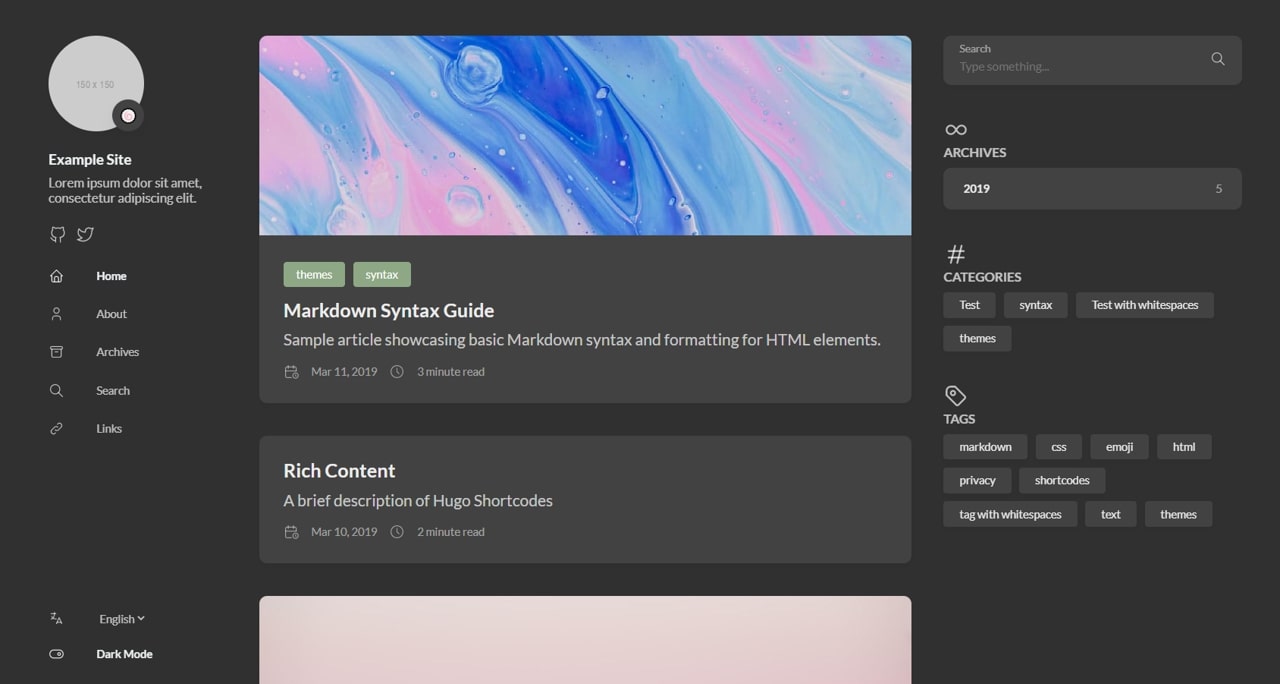 150 x 150
Example Site
Lorem ipsum dolor sit amet,
consectetur adipiscing elit.
Home
About
Archives
Search
Links
English
Dark Mode
themes syntax
Markdown Syntax Guide
Sample article showcasing basic Markdown syntax and formatting for HTML elements.
Mar 11, 2019 3 minute read
Rich Content
A brief description of Hugo Shortcodes
Mar 10, 2019 2 minute read
Search
Type something...
ARCHIVES
2019 5
CATEGORIES
Test syntax Test with whitespaces
themes
TAGS
markdown css emoji html
privacy shortcodes
tag with whitespaces text themes